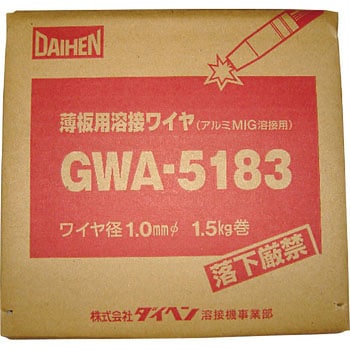 DAIHEN
薄板用溶接ワイヤ(アルミMIG溶接用)
GWA-5183
ワイヤ径1.0mmφ 1.5kg巻
落下厳禁
株式会社ダイヘン 溶接機事業部